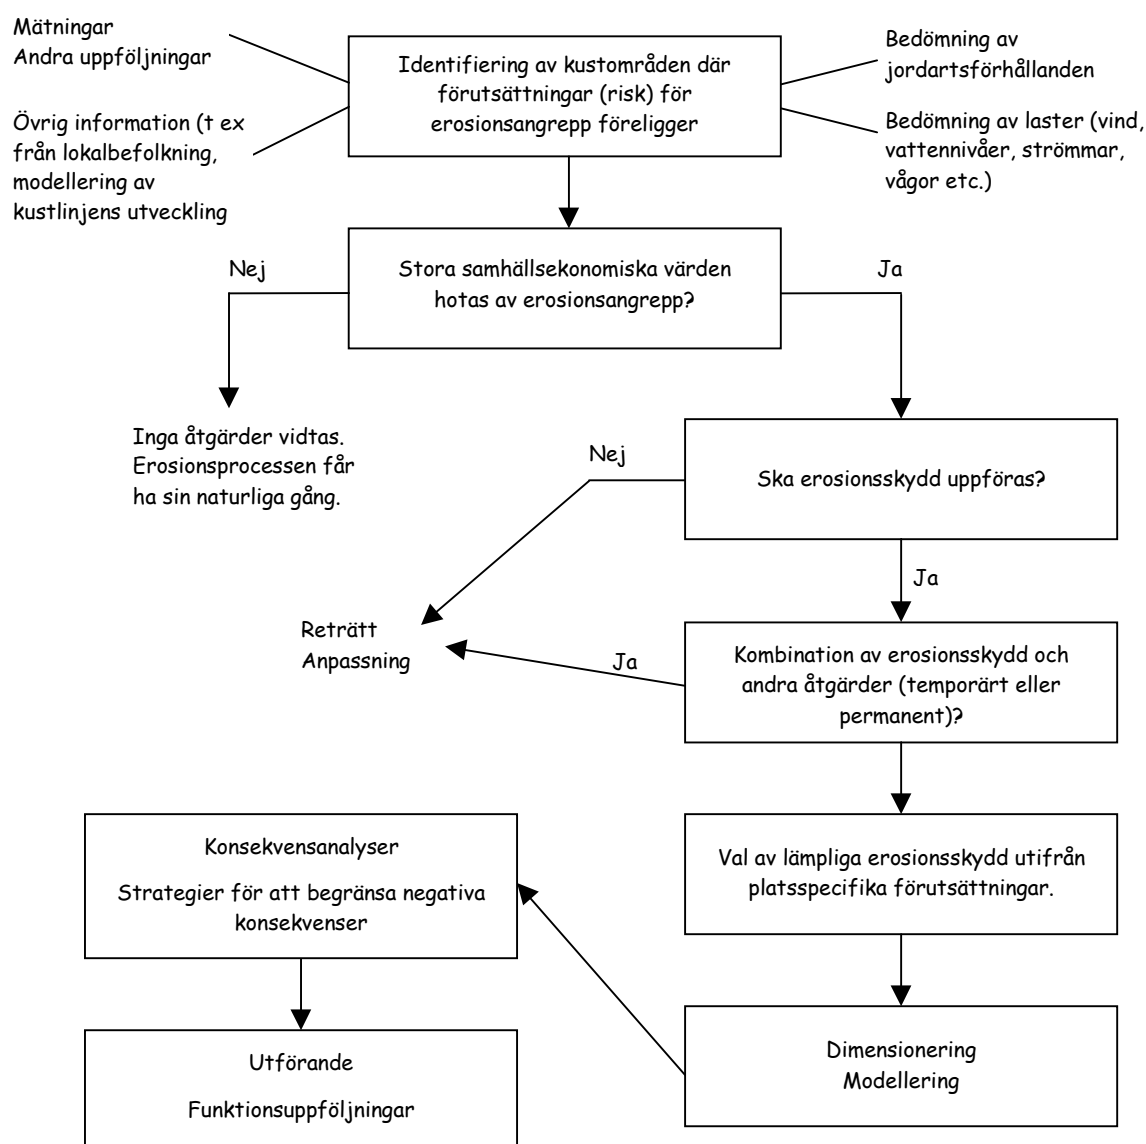 Mätningar
Andra uppföljningar
Övrig information (t ex
från lokalbefolkning,
modellering av
kustlinjens utveckling
Identifiering av kustområden där
förutsättningar (risk) för
erosionsangrepp föreligger
Bedömning av
jordartsförhållanden
Bedömning av laster (vind,
vattennivåer, strömmar,
vågor etc.)
Nej
Stora samhällsekonomiska värden
hotas av erosionsangrepp?
Ja
Inga åtgärder vidtas.
Erosionsprocessen får
ha sin naturliga gång.
Nej
Ska erosionsskydd uppföras?
Ja
Reträtt
Anpassning
Ja
Kombination av erosionsskydd och
andra åtgärder (temporärt eller
permanent)?
Val av lämpliga erosionsskydd utifrån
platsspecifika förutsättningar.
Dimensionering
Modellering
Konsekvensanalyser
Strategier för att begränsa negativa
konsekvenser
Utförande
Funktionsuppföljningar